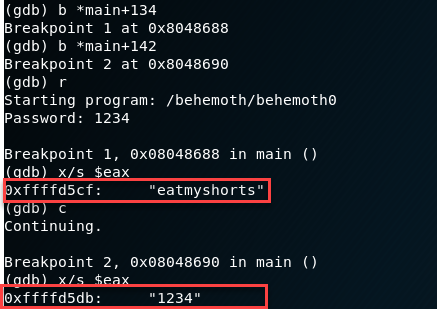 (gdb) b *main+134
Breakpoint 1 at 0x8048688
(gdb) b *main+142
Breakpoint 2 at 0x8048690
(gdb) r
Starting program: /behemoth/behemoth0
Password: 1234
Breakpoint 1, 0x08048688 in main ()
(gdb) x/s $eax
0xffffd5cf: "eatmyshorts"
(gdb) c
Continuing.
Breakpoint 2, 0x08048690 in main ()
(gdb) x/s $eax
0xffffd5db: "1234"